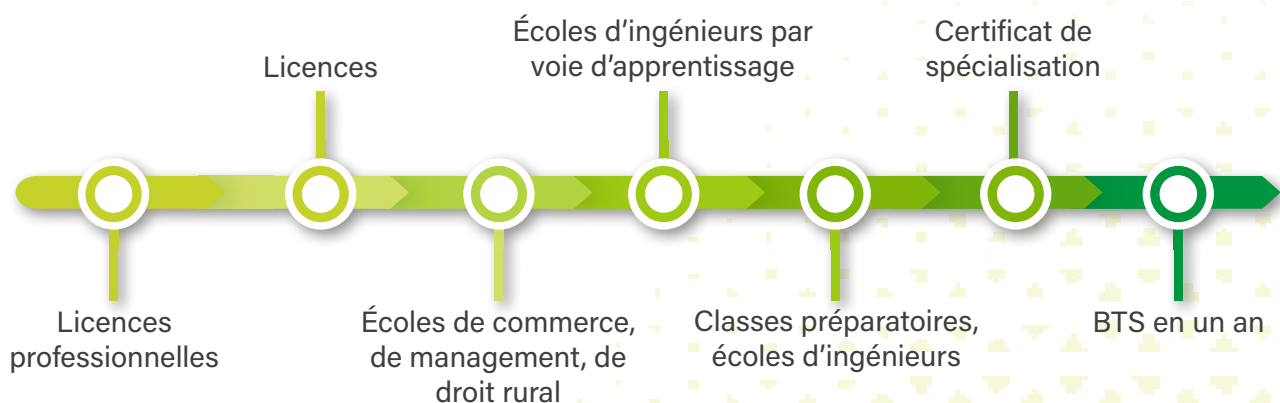 Écoles d'ingénieurs par
voie d'apprentissage
Certificat de
spécialisation
Licences
Licences
professionnelles
Écoles de commerce,
de management, de
droit rural
Classes préparatoires,
écoles d'ingénieurs
BTS en un an